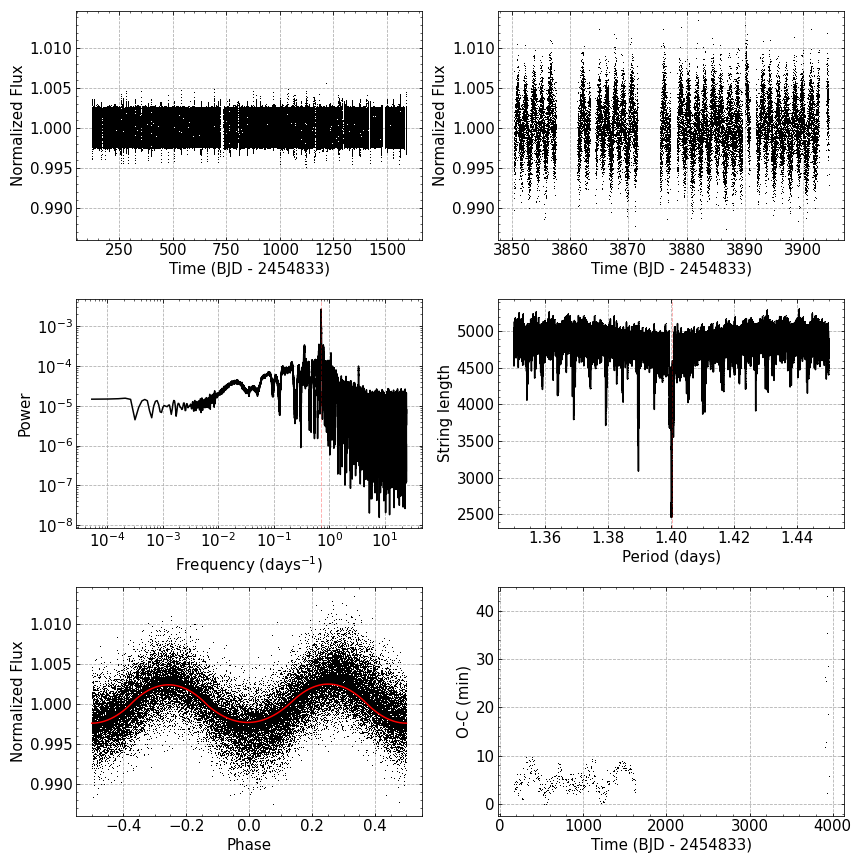 1.010
1.005
1.000
0.995
0.990
Normalized Flux
250 500 750 1000 1250 1500
Time (BJD - 2454833)
1.010
1.005
1.000
0.995
0.990
Normalized Flux
3850 3860 3870 3880 3890 3900
Time (BJD - 2454833)
10⁻³
10⁻⁴
10⁻⁵
10⁻⁶
10⁻⁷
10⁻⁸
Power
10⁻⁴ 10⁻³ 10⁻² 10⁻¹ 10⁰ 10¹
Frequency (days⁻¹)
5000
4500
4000
3500
3000
2500
String length
1.36 1.38 1.40 1.42 1.44
Period (days)
1.010
1.005
1.000
0.995
0.990
Normalized Flux
−0.4 −0.2 0.0 0.2 0.4
Phase
40
30
20
10
0
O-C (min)
0 1000 2000 3000 4000
Time (BJD - 2454833)